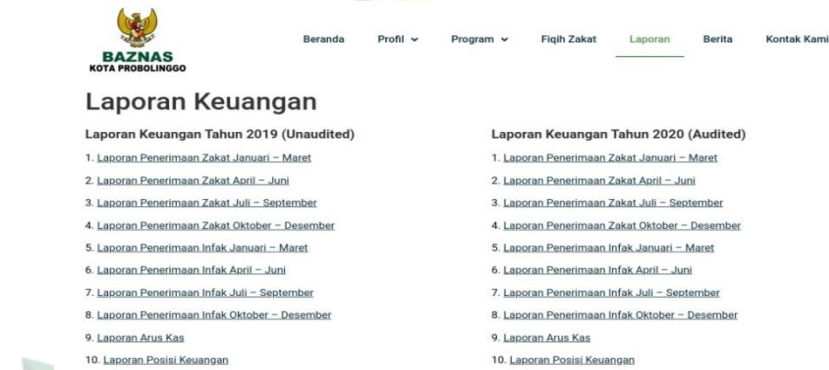 BAZNAS
KOTA PROBOLINGGO
Beranda Profil Program Fiqih Zakat Laporan Berita Kontak Kami
Laporan Keuangan
Laporan Keuangan Tahun 2019 (Unaudited)
1. Laporan Penerimaan Zakat Januari – Maret
2. Laporan Penerimaan Zakat April – Juni
3. Laporan Penerimaan Zakat Juli – September
4. Laporan Penerimaan Zakat Oktober – Desember
5. Laporan Penerimaan Infak Januari – Maret
6. Laporan Penerimaan Infak April – Juni
7. Laporan Penerimaan Infak Juli – September
8. Laporan Penerimaan Infak Oktober – Desember
9. Laporan Arus Kas
10. Laporan Posisi Keuangan
Laporan Keuangan Tahun 2020 (Audited)
1. Laporan Penerimaan Zakat Januari – Maret
2. Laporan Penerimaan Zakat April – Juni
3. Laporan Penerimaan Zakat Juli – September
4. Laporan Penerimaan Zakat Oktober – Desember
5. Laporan Penerimaan Infak Januari – Maret
6. Laporan Penerimaan Infak April – Juni
7. Laporan Penerimaan Infak Juli – September
8. Laporan Penerimaan Infak Oktober – Desember
9. Laporan Arus Kas
10. Laporan Posisi Keuangan